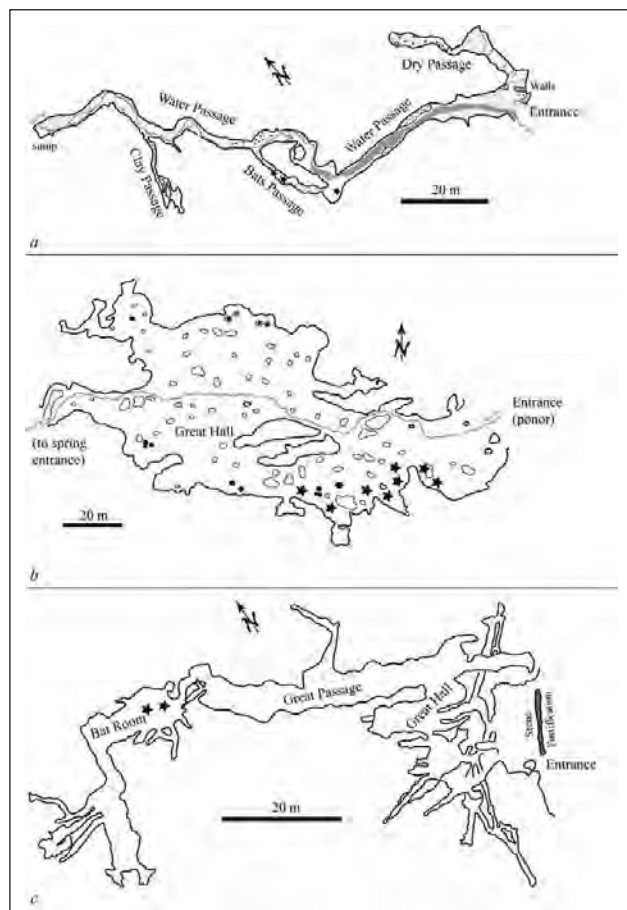 N
Dry Passage
Walls
Entrance
Water Passage
Water Passage
sump
Clay Passage
Bats Passage
20 m
a
N
Entrance
(ponor)
Great Hall
(to spring
entrance)
20 m
b
N
Great Passage
Great Hall
Bat Room
Stone
Fortification
Entrance
20 m
c